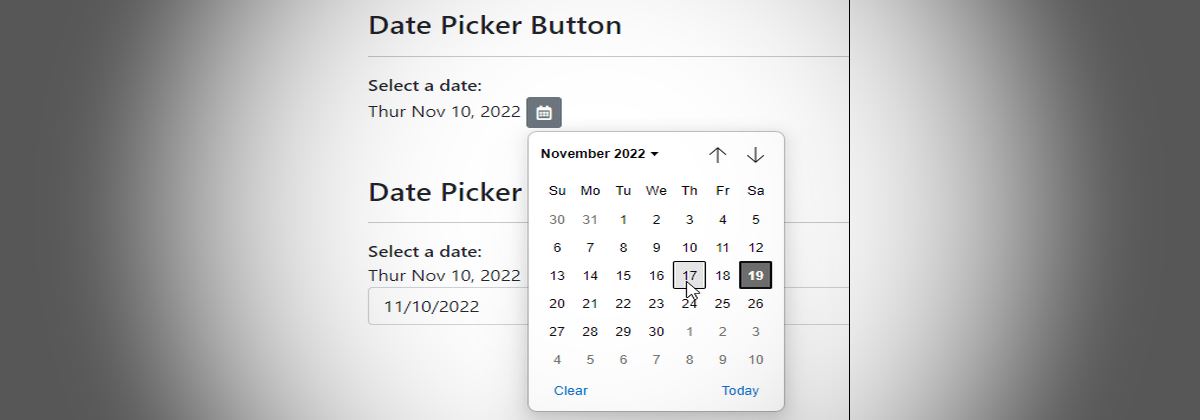 Date Picker Button
Select a date:
Thur Nov 10, 2022
November 2022
Su Mo Tu We Th Fr Sa
30 31 1 2 3 4 5
6 7 8 9 10 11 12
13 14 15 16 17 18 19
20 21 22 23 24 25 26
27 28 29 30 1 2 3
4 5 6 7 8 9 10
Clear Today
Date Picker
Select a date:
Thur Nov 10, 2022
11/10/2022